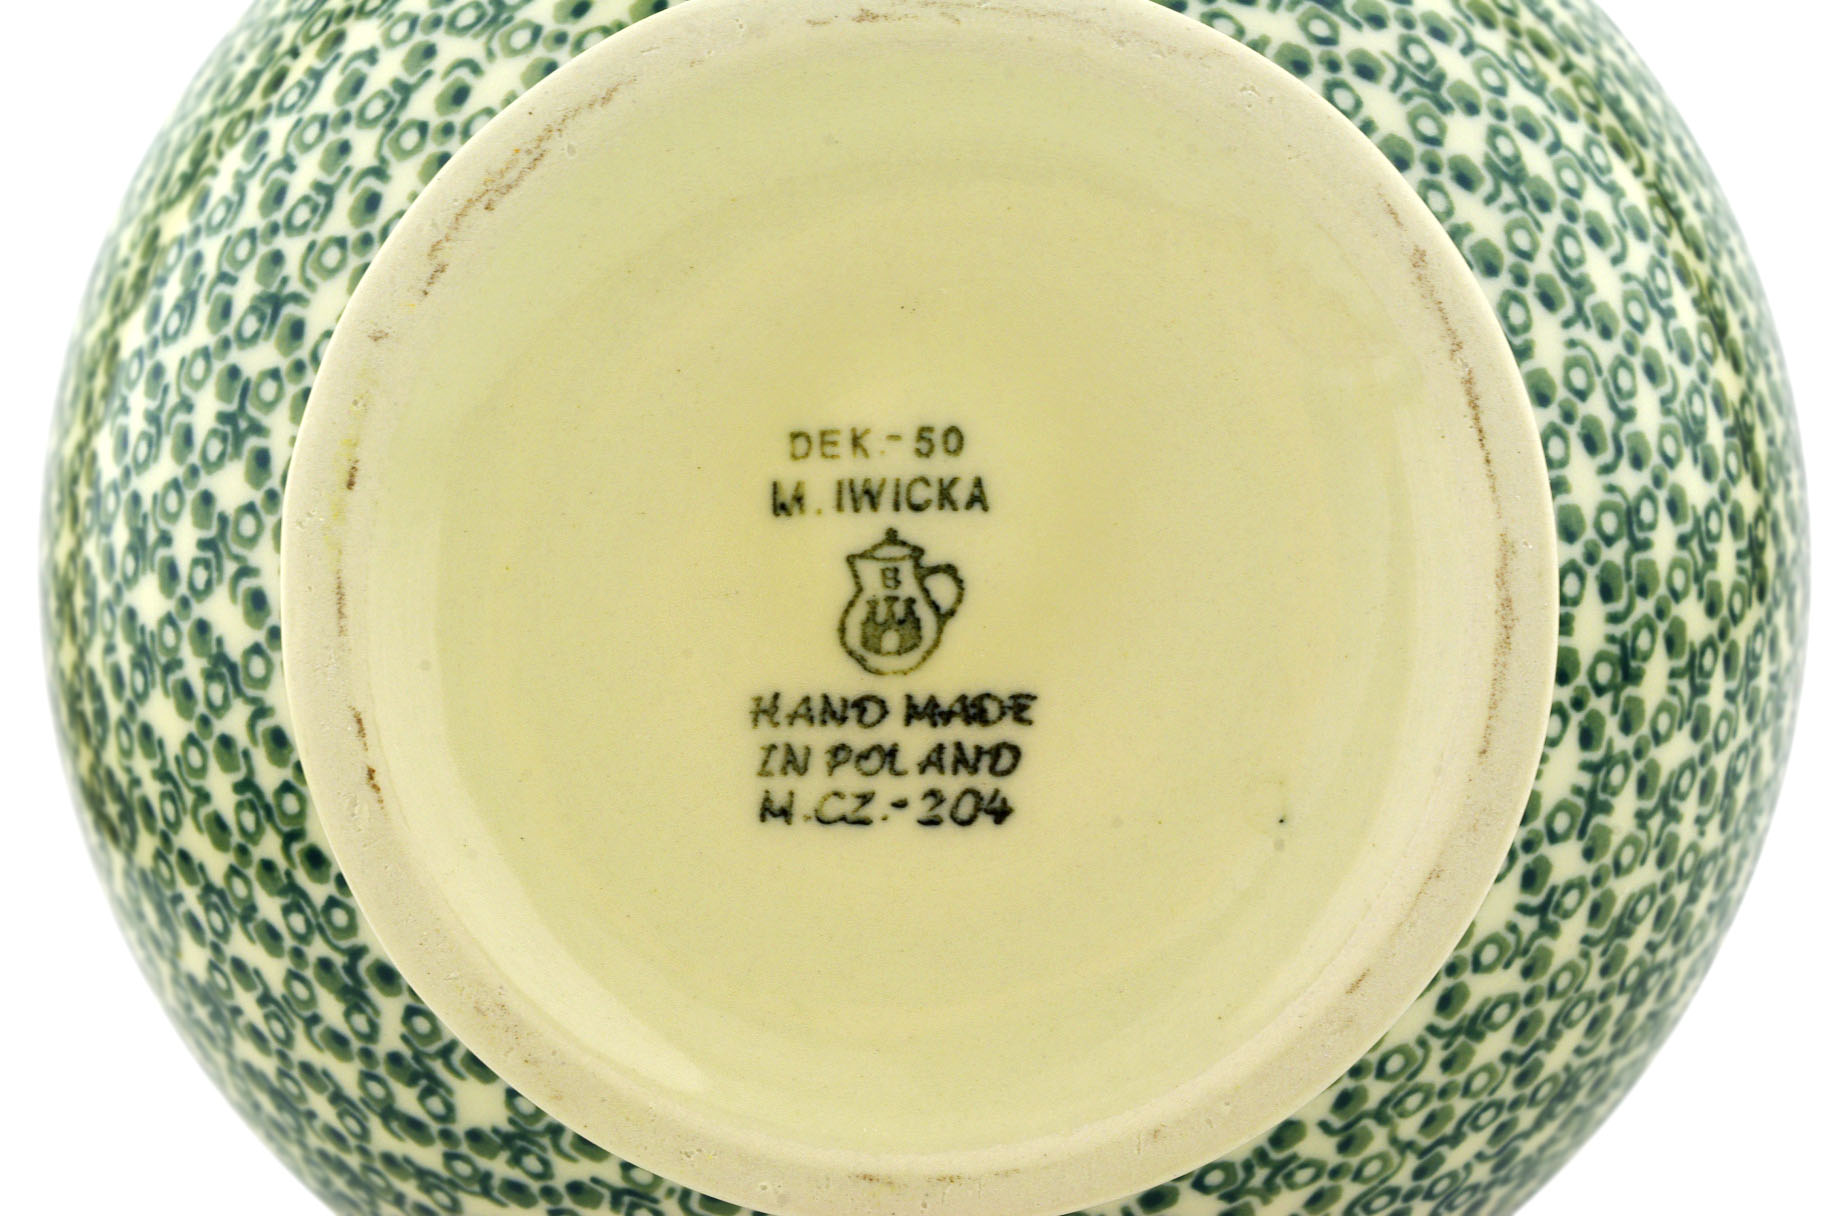 DEK.-50
M. IWICKA
B
HAND MADE
IN POLAND
M.CZ.-204